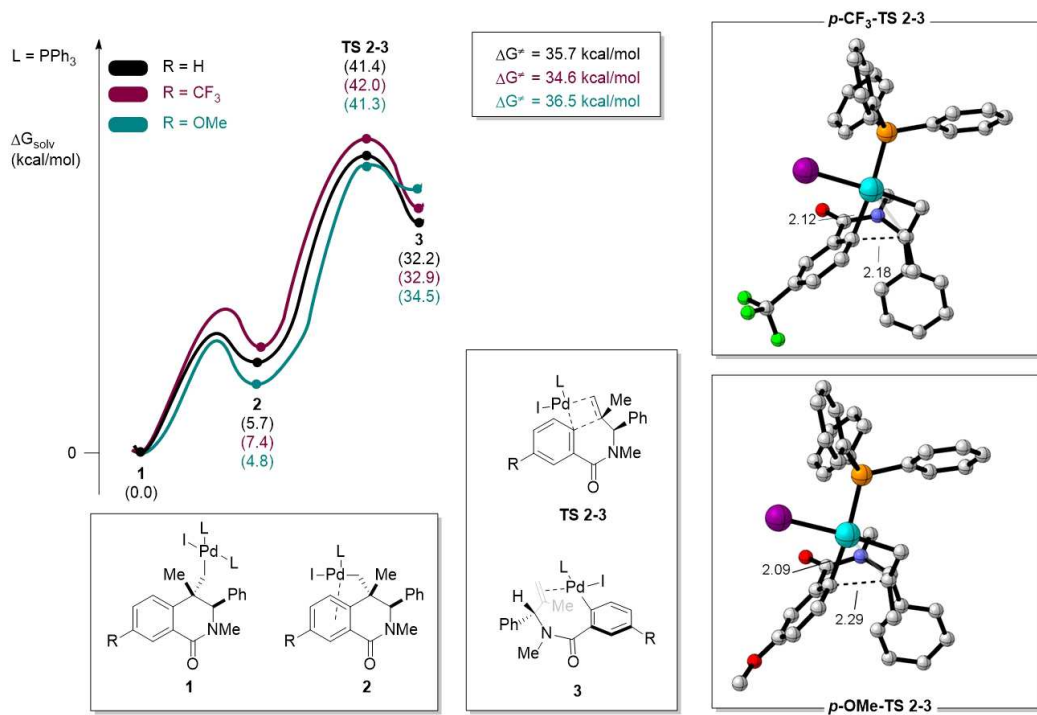 L = PPh₃
R = H
R = CF₃
R = OMe
ΔG_solv
(kcal/mol)
0
TS 2-3
(41.4)
(42.0)
(41.3)
ΔG≠ = 35.7 kcal/mol
ΔG≠ = 34.6 kcal/mol
ΔG≠ = 36.5 kcal/mol
1
(0.0)
2
(5.7)
(7.4)
(4.8)
3
(32.2)
(32.9)
(34.5)
L
I
Pd
L
Me
Ph
NMe
R
O
1
L
I
Pd
Me
Ph
NMe
R
O
2
L
I
Pd
Me
Ph
NMe
R
O
TS 2-3
L
I
Pd
H
Me
Ph
N
Me
O
R
3
p-CF₃-TS 2-3
2.12
2.18
2.09
2.29
p-OMe-TS 2-3